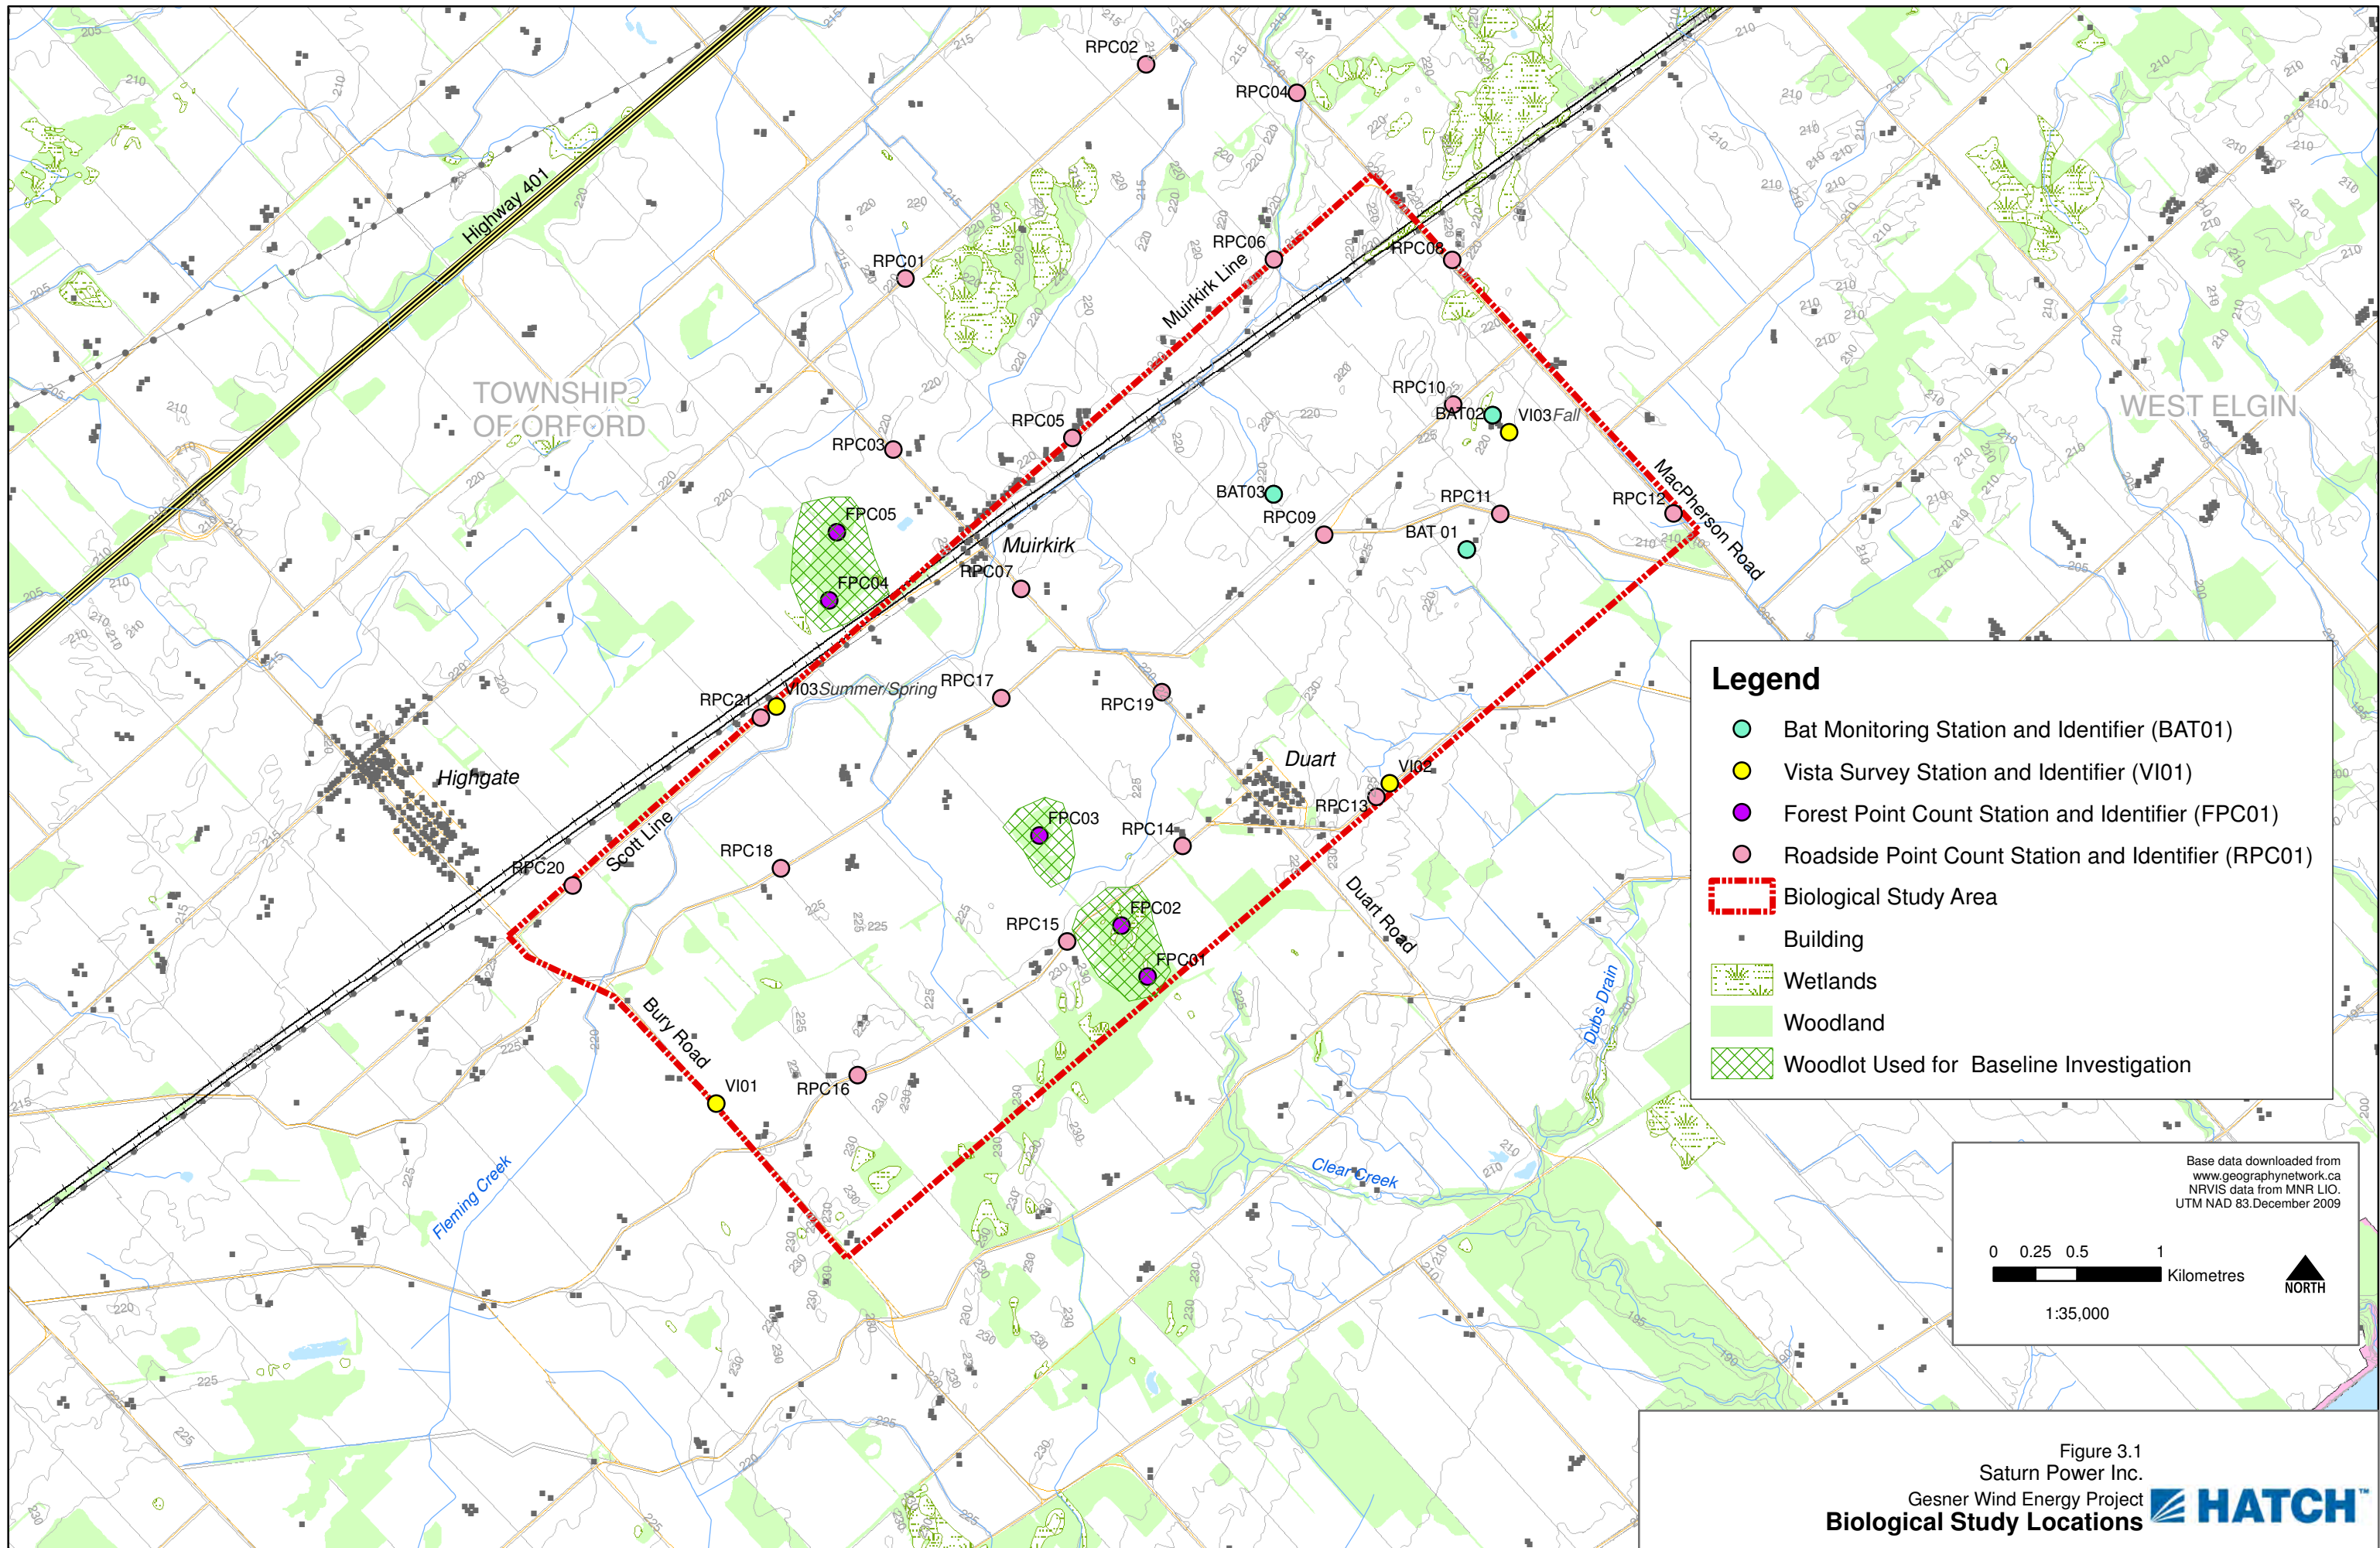 RPC02
RPC04
Highway 401
RPC01
RPC06
RPC08
Muirkirk Line
TOWNSHIP
OF ORFORD
WEST ELGIN
RPC10
BAT02
VI03 Fall
RPC05
RPC03
MacPherson Road
BAT03
RPC11
RPC12
RPC09
BAT 01
FPC05
Muirkirk
RPC07
FPC04
RPC21
VI03 Summer/Spring
RPC17
RPC19
Highgate
Duart
VI02
RPC13
FPC03
RPC14
Scott Line
RPC18
RPC20
Duart Road
FPC02
RPC15
FPC01
Dubs Drain
Bury Road
VI01
RPC16
Fleming Creek
Clear Creek
Legend
Bat Monitoring Station and Identifier (BAT01)
Vista Survey Station and Identifier (VI01)
Forest Point Count Station and Identifier (FPC01)
Roadside Point Count Station and Identifier (RPC01)
Biological Study Area
Building
Wetlands
Woodland
Woodlot Used for Baseline Investigation
Base data downloaded from
www.geographynetwork.ca
NRVIS data from MNR LIO.
UTM NAD 83.December 2009
0 0.25 0.5 1
Kilometres
NORTH
1:35,000
Figure 3.1
Saturn Power Inc.
Gesner Wind Energy Project
Biological Study Locations
HATCH™